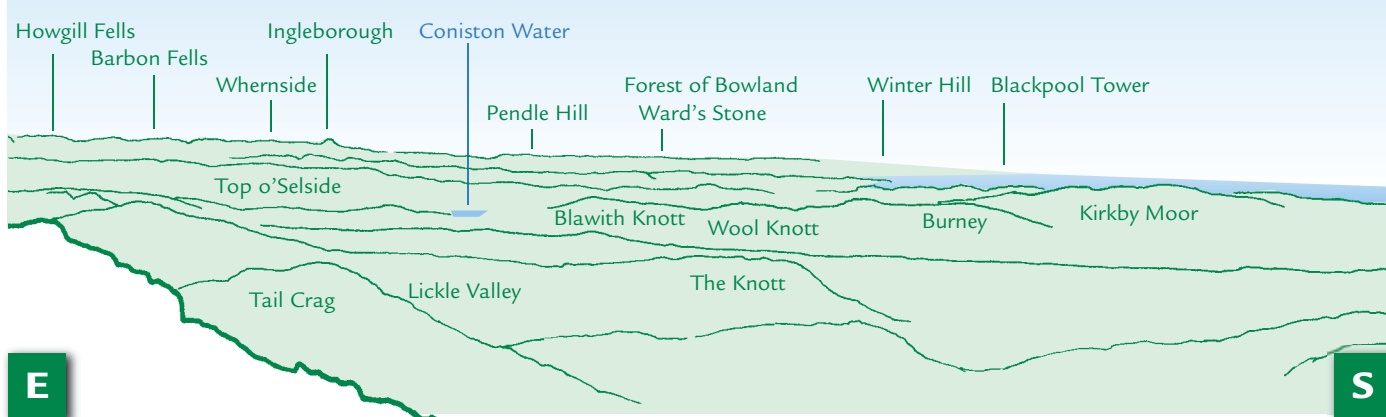 Howgill Fells
Barbon Fells
Whernside
Ingleborough
Coniston Water
Pendle Hill
Forest of Bowland
Ward's Stone
Winter Hill
Blackpool Tower
Top o'Selside
Blawith Knott
Wool Knott
Burney
Kirkby Moor
Tail Crag
Lickle Valley
The Knott
E
S